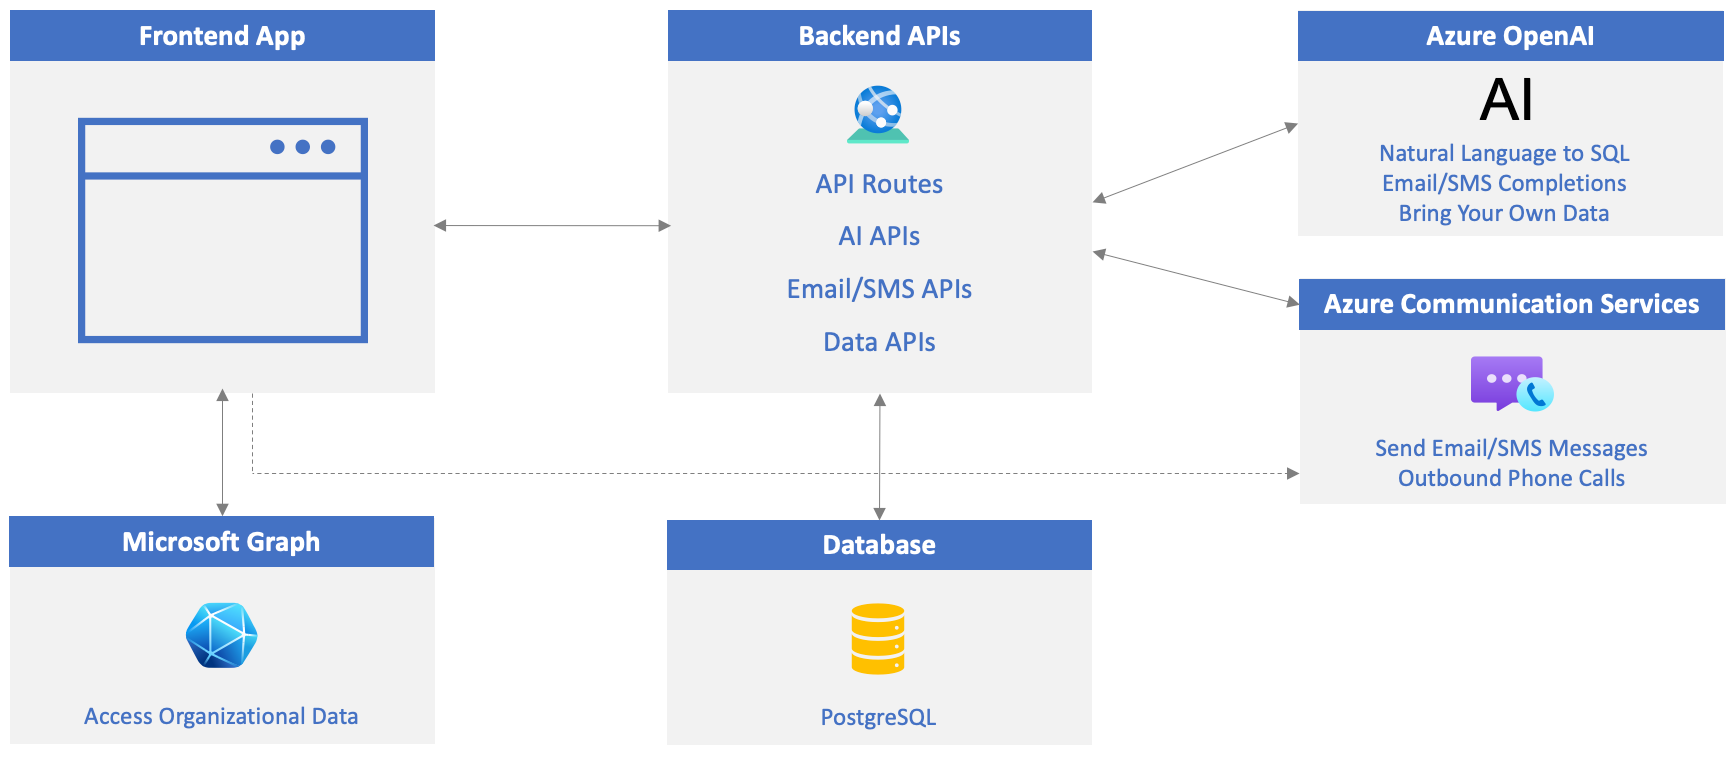 Frontend App
Backend APIs
API Routes
AI APIs
Email/SMS APIs
Data APIs
Azure OpenAI
AI
Natural Language to SQL
Email/SMS Completions
Bring Your Own Data
Azure Communication Services
Send Email/SMS Messages
Outbound Phone Calls
Microsoft Graph
Access Organizational Data
Database
PostgreSQL